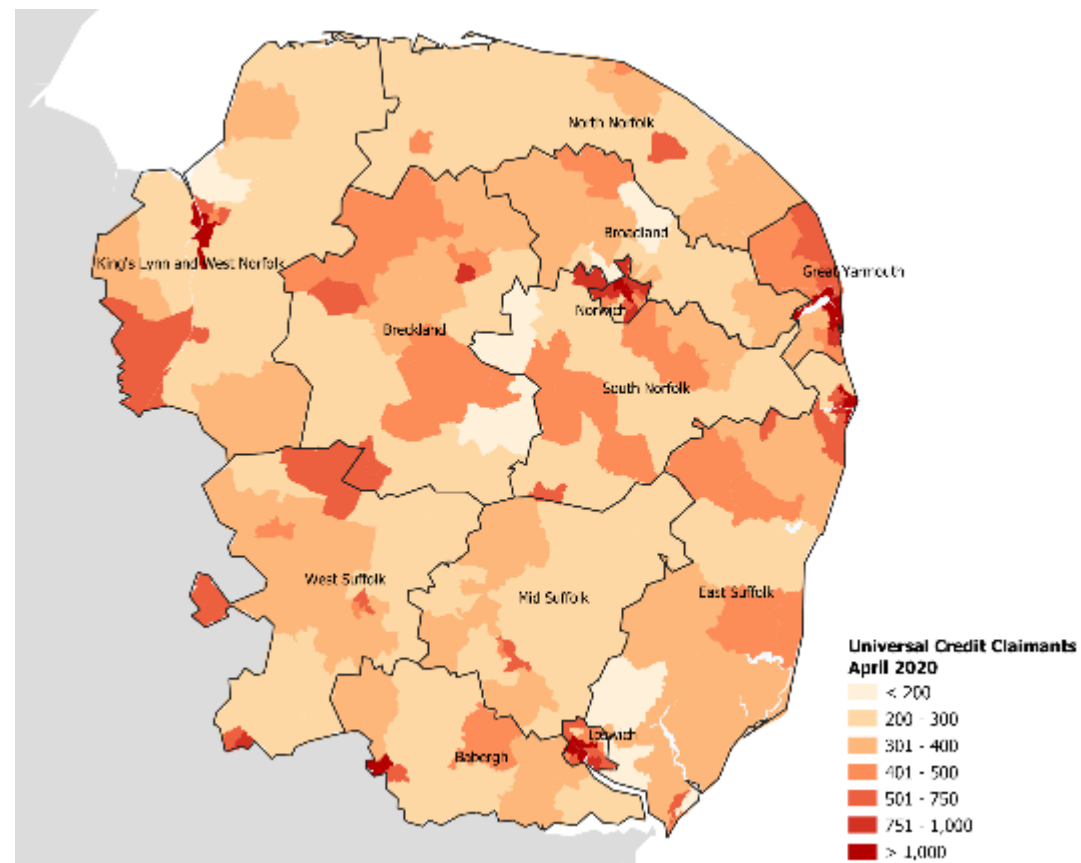 North Norfolk
Broadland
King's Lynn and West Norfolk
Great Yarmouth
Norwich
Breckland
South Norfolk
West Suffolk
Mid Suffolk
East Suffolk
Universal Credit Claimants
April 2020
< 200
200 - 300
301 - 400
401 - 500
501 - 750
751 - 1,000
> 1,000
Ipswich
Babergh